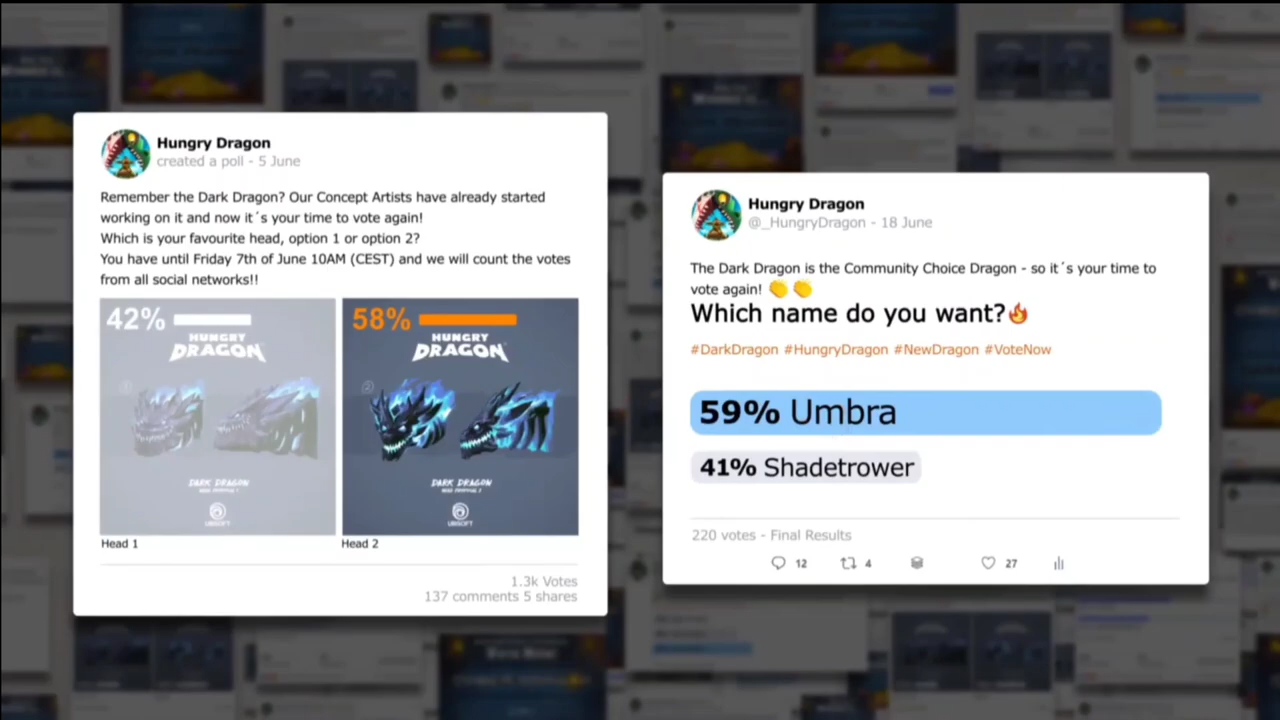 Hungry Dragon
created a poll - 5 June
Remember the Dark Dragon? Our Concept Artists have already started
working on it and now it´s your time to vote again!
Which is your favourite head, option 1 or option 2?
You have until Friday 7th of June 10AM (CEST) and we will count the votes
from all social networks!!
42%
HUNGRY
DRAGON
1
DARK DRAGON
UBISOFT
Head 1
58%
HUNGRY
DRAGON
2
DARK DRAGON
UBISOFT
Head 2
1.3k Votes
137 comments 5 shares
Hungry Dragon
@_HungryDragon - 18 June
The Dark Dragon is the Community Choice Dragon - so it´s your time to
vote again! 👏 👏
Which name do you want?🔥
#DarkDragon #HungryDragon #NewDragon #VoteNow
59% Umbra
41% Shadetrower
220 votes - Final Results
12 4 27